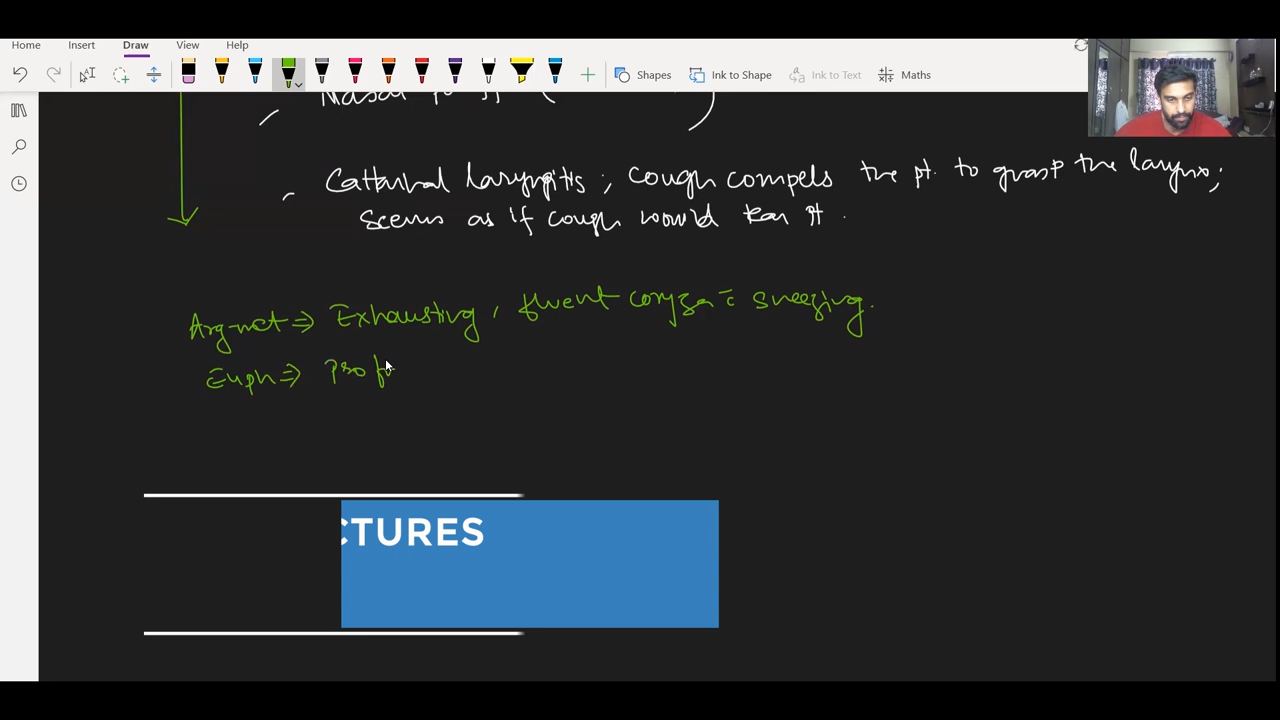 Home Insert Draw View Help
Shapes Ink to Shape Ink to Text Maths
Nasal
Catarrhal laryngitis ; cough compels the pt. to grasp the larynx;
seems as if cough would tear it.
Arg-met ⇒ Exhausting, fluent coryza c̄ sneezing.
Euph ⇒ Prof
CTURES